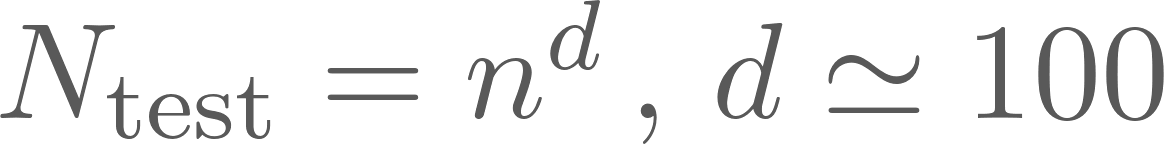 N_test = n^d , d ≃ 100